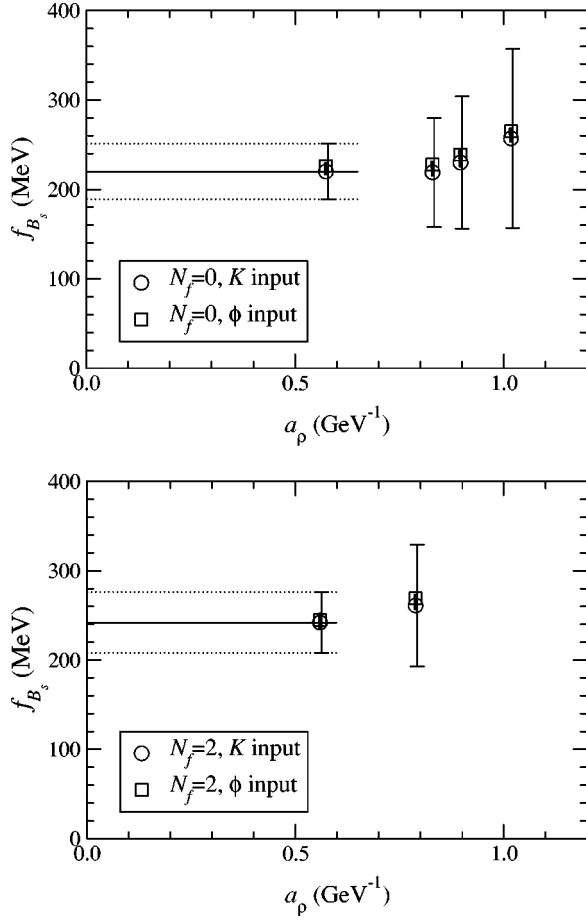 400
300
200
100
0
f_{B_s} (MeV)
N_f=0, K input
N_f=0, ϕ input
0.0 0.5 1.0
a_ρ (GeV⁻¹)
400
300
200
100
0
f_{B_s} (MeV)
N_f=2, K input
N_f=2, ϕ input
0.0 0.5 1.0
a_ρ (GeV⁻¹)